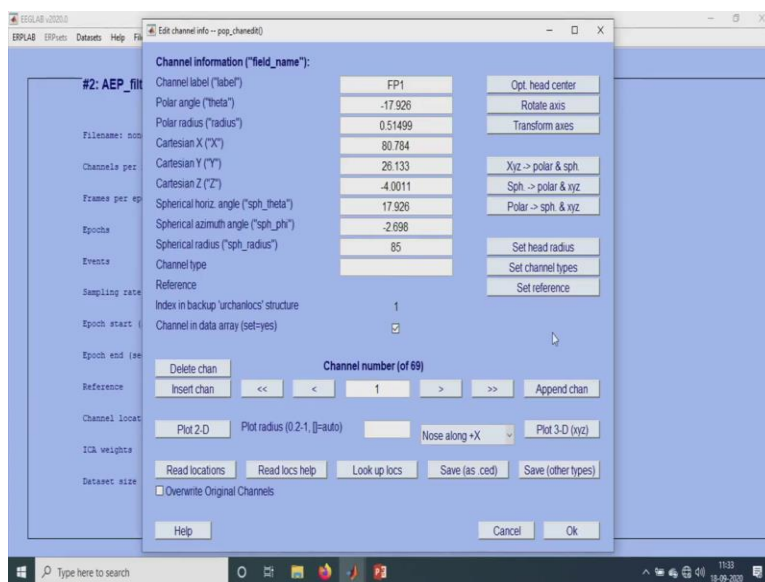 EEGLAB v2020.0
ERPLAB ERPsets Datasets Help Fil
Edit channel info -- pop_chanedit()
#2: AEP_filt
Filename: non
Channels per
Frames per ep
Epochs
Events
Sampling rate
Epoch start (
Epoch end (se
Reference
Channel locat
ICA weights
Dataset size
Channel information ("field_name"):
Channel label ("label") FP1 Opt. head center
Polar angle ("theta") -17.926 Rotate axis
Polar radius ("radius") 0.51499 Transform axes
Cartesian X ("X") 80.784
Cartesian Y ("Y") 26.133 Xyz -> polar & sph.
Cartesian Z ("Z") -4.0011 Sph. -> polar & xyz
Spherical horiz. angle ("sph_theta") 17.926 Polar -> sph. & xyz
Spherical azimuth angle ("sph_phi") -2.698
Spherical radius ("sph_radius") 85 Set head radius
Channel type Set channel types
Reference Set reference
Index in backup 'urchanlocs' structure 1
Channel in data array (set=yes)
Delete chan Channel number (of 69)
Insert chan << < 1 > >> Append chan
Plot 2-D Plot radius (0.2-1, []=auto) Nose along +X Plot 3-D (xyz)
Read locations Read locs help Look up locs Save (as .ced) Save (other types)
Overwrite Original Channels
Help Cancel Ok
Type here to search 11:33
18-09-2020